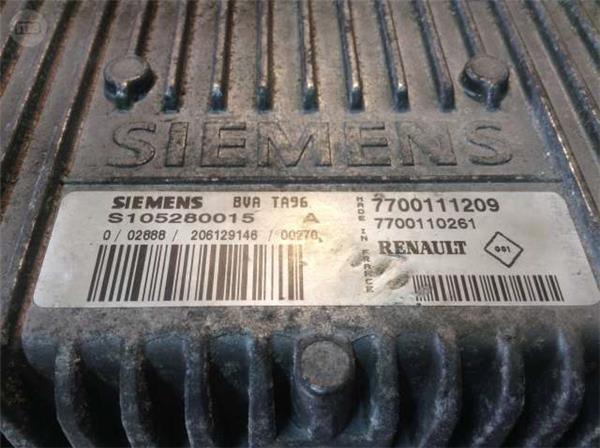 SIEMENS
SIEMENS BVA TA96
S105280015 A
0 / 02888 / 206129146 / 00270
MADE IN FRANCE
7700111209
7700110261
RENAULT